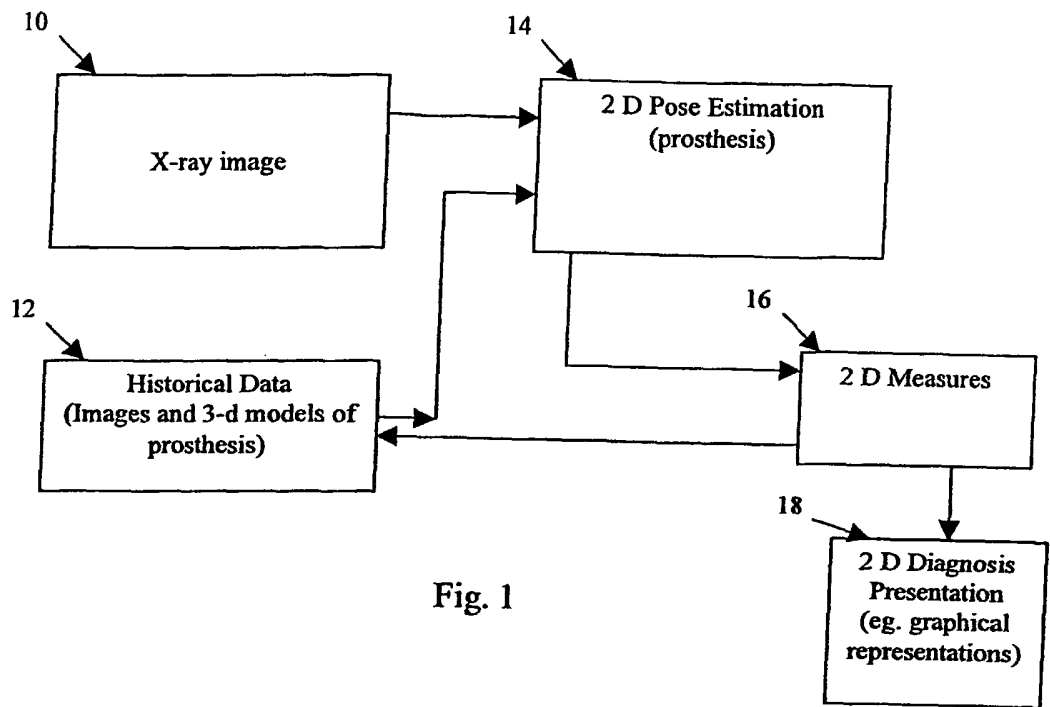 10
X-ray image
14
2 D Pose Estimation
(prosthesis)
12
Historical Data
(Images and 3-d models of
prosthesis)
16
2 D Measures
18
2 D Diagnosis
Presentation
(eg. graphical
representations)
Fig. 1